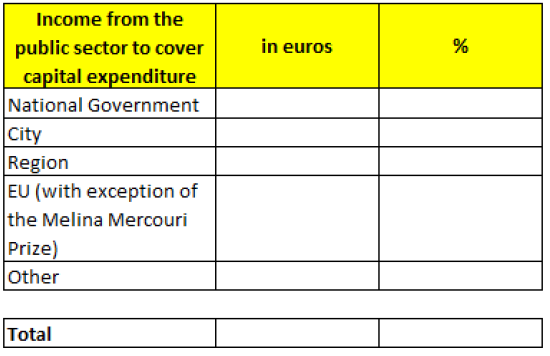 Income from the
public sector to cover
capital expenditure
in euros
%
National Government
City
Region
EU (with exception of
the Melina Mercouri
Prize)
Other
Total